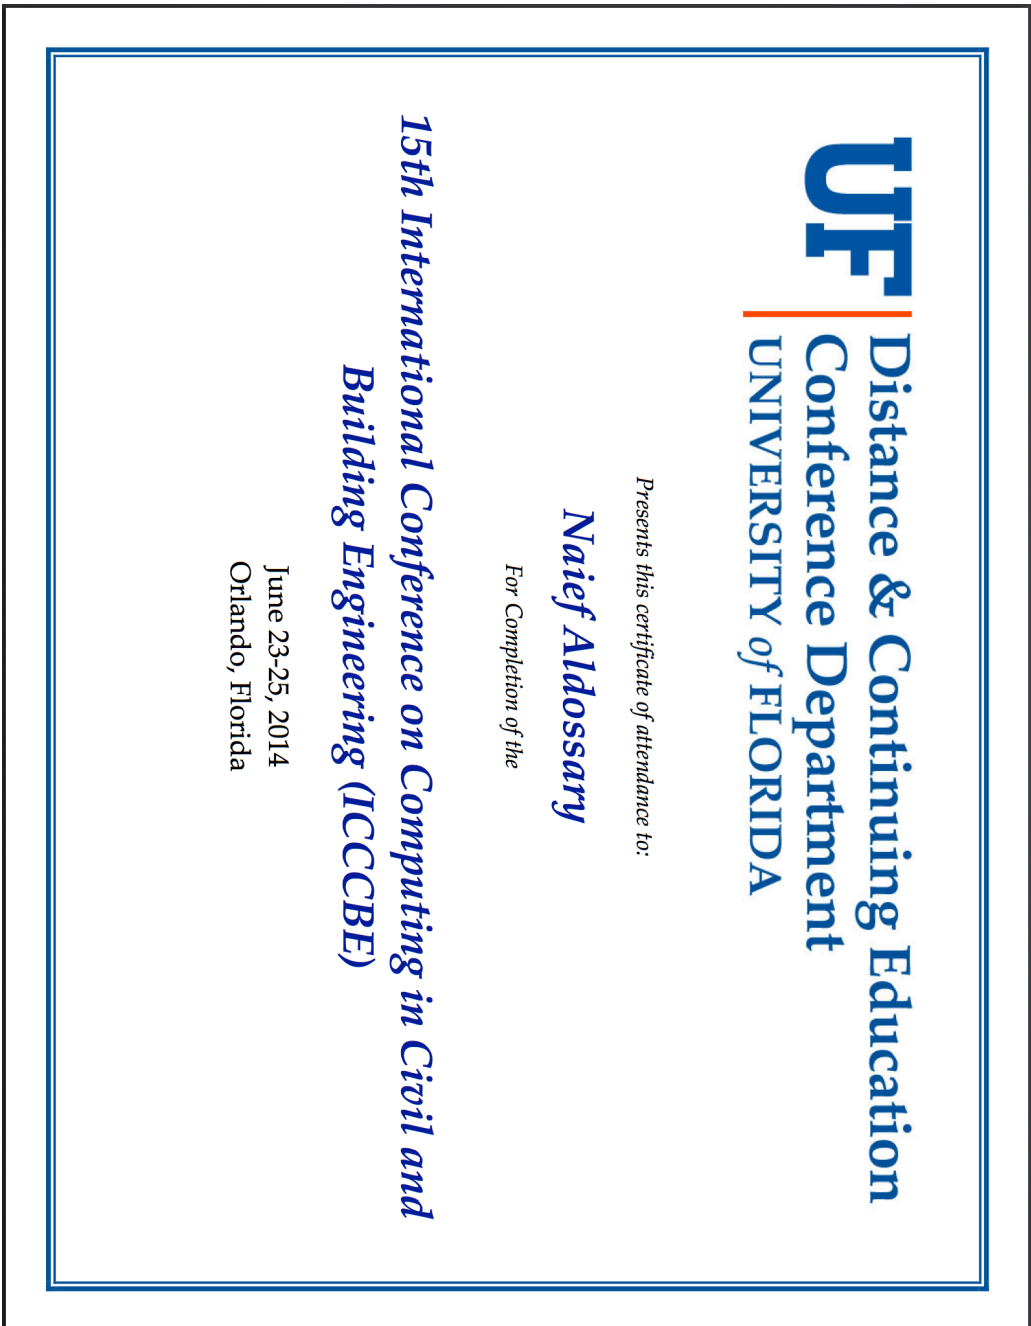 UF
Distance & Continuing Education
Conference Department
UNIVERSITY of FLORIDA
Presents this certificate of attendance to:
Naief Aldossary
For Completion of the
15th International Conference on Computing in Civil and
Building Engineering (ICCCBE)
June 23-25, 2014
Orlando, Florida